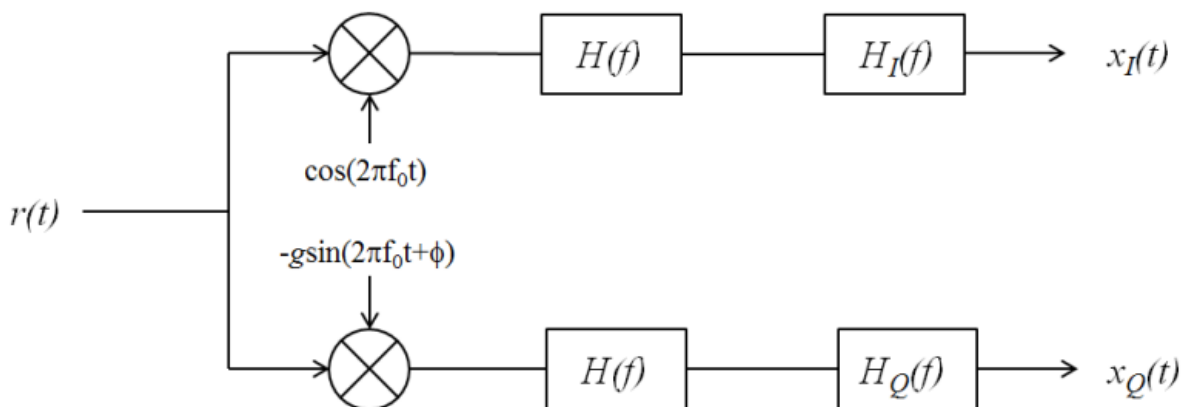 H(f)
H_I(f)
x_I(t)
cos(2πf₀t)
r(t)
-gsin(2πf₀t+ϕ)
H(f)
H_Q(f)
x_Q(t)